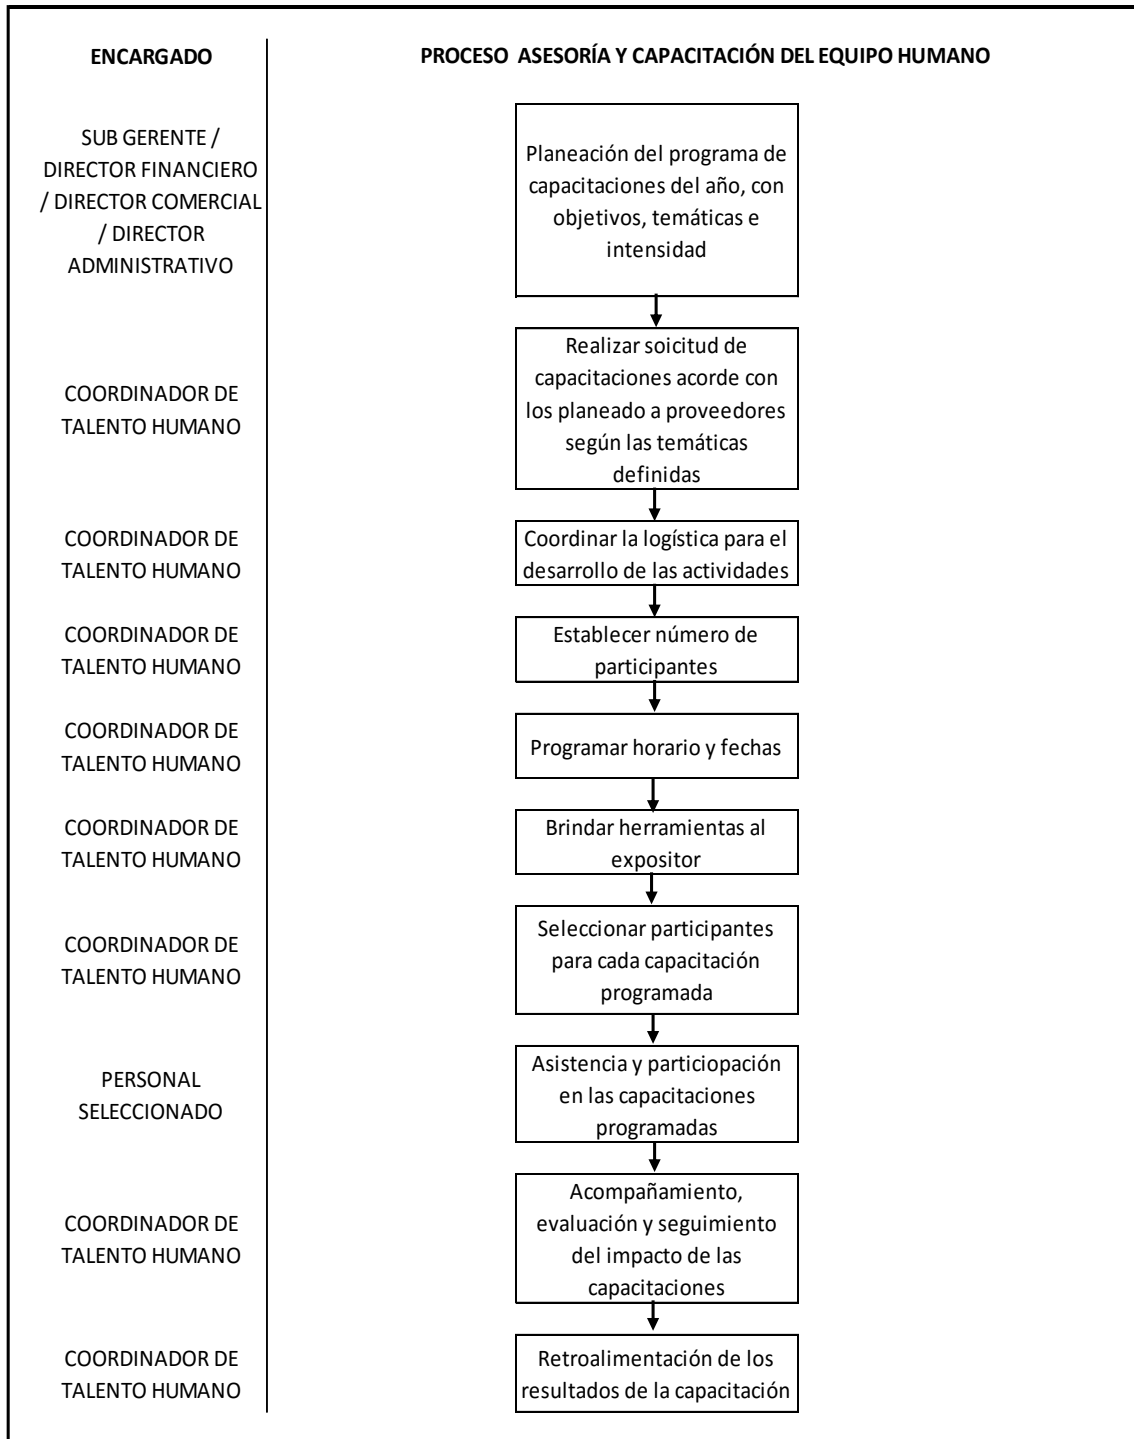 ENCARGADO
PROCESO ASESORÍA Y CAPACITACIÓN DEL EQUIPO HUMANO
SUB GERENTE /
DIRECTOR FINANCIERO
/ DIRECTOR COMERCIAL
/ DIRECTOR
ADMINISTRATIVO
Planeación del programa de
capacitaciones del año, con
objetivos, temáticas e
intensidad
COORDINADOR DE
TALENTO HUMANO
Realizar soicitud de
capacitaciones acorde con
los planeado a proveedores
según las temáticas
definidas
COORDINADOR DE
TALENTO HUMANO
Coordinar la logística para el
desarrollo de las actividades
COORDINADOR DE
TALENTO HUMANO
Establecer número de
participantes
COORDINADOR DE
TALENTO HUMANO
Programar horario y fechas
COORDINADOR DE
TALENTO HUMANO
Brindar herramientas al
expositor
COORDINADOR DE
TALENTO HUMANO
Seleccionar participantes
para cada capacitación
programada
PERSONAL
SELECCIONADO
Asistencia y particiopación
en las capacitaciones
programadas
COORDINADOR DE
TALENTO HUMANO
Acompañamiento,
evaluación y seguimiento
del impacto de las
capacitaciones
COORDINADOR DE
TALENTO HUMANO
Retroalimentación de los
resultados de la capacitación